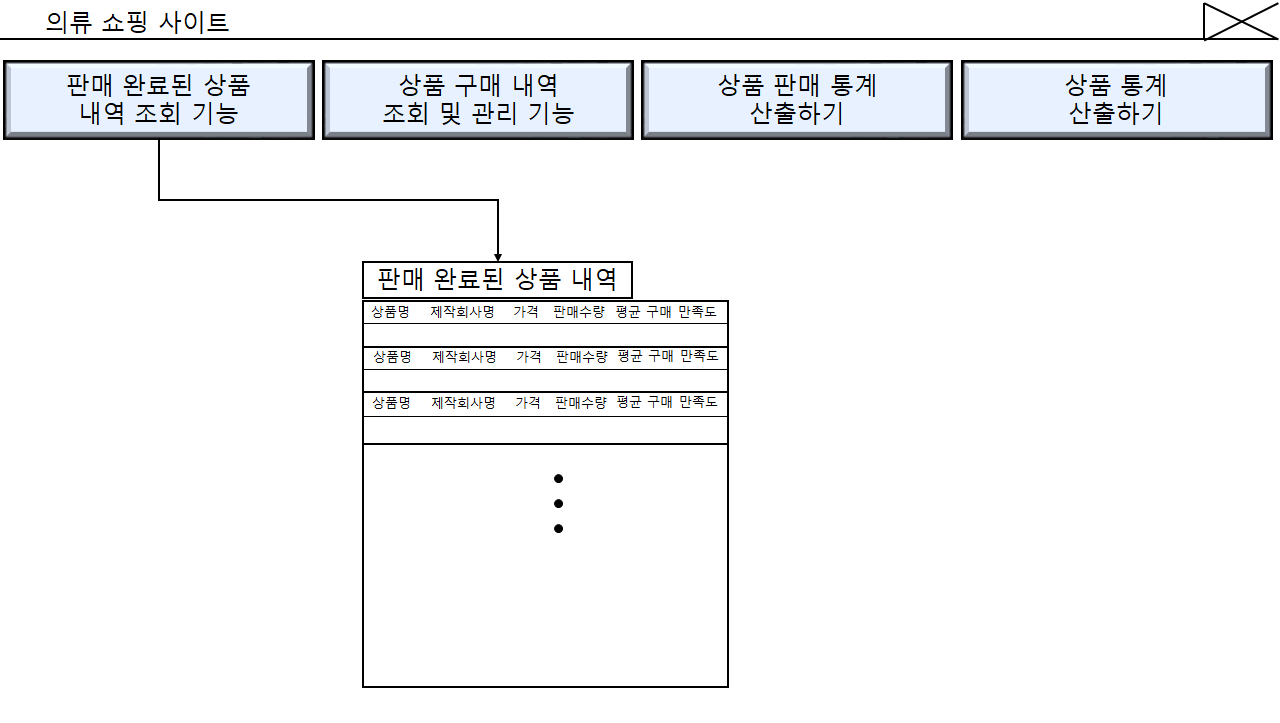 의류 쇼핑 사이트
판매 완료된 상품
내역 조회 기능
상품 구매 내역
조회 및 관리 기능
상품 판매 통계
산출하기
상품 통계
산출하기
판매 완료된 상품 내역
상품명 제작회사명 가격 판매수량 평균 구매 만족도
상품명 제작회사명 가격 판매수량 평균 구매 만족도
상품명 제작회사명 가격 판매수량 평균 구매 만족도